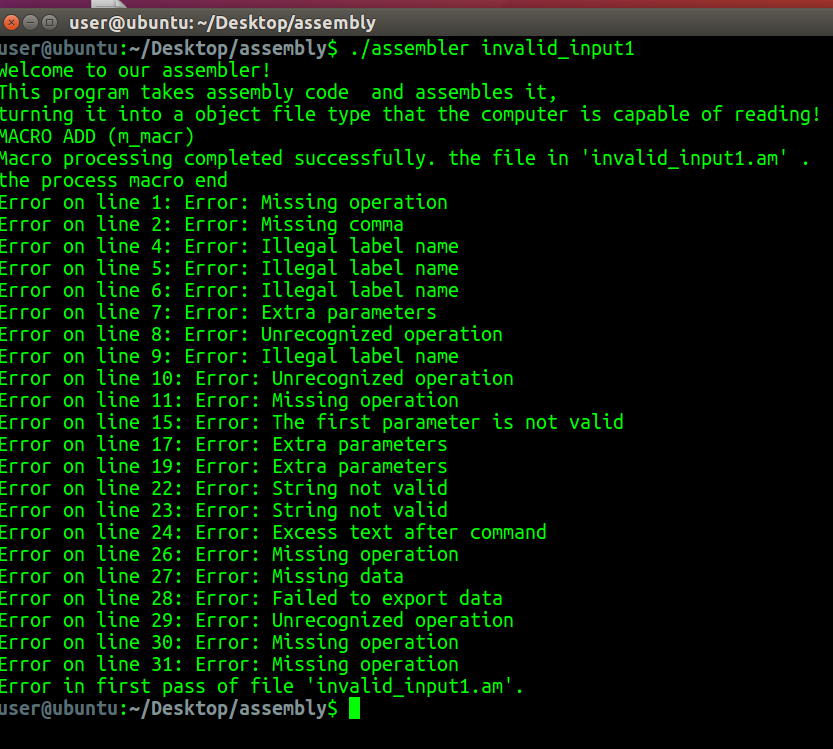 user@ubuntu: ~/Desktop/assembly
user@ubuntu:~/Desktop/assembly$ ./assembler invalid_input1
Welcome to our assembler!
This program takes assembly code  and assembles it,
turning it into a object file type that the computer is capable of reading!
MACRO ADD (m_macr)
Macro processing completed successfully. the file in 'invalid_input1.am' .
the process macro end
Error on line 1: Error: Missing operation
Error on line 2: Error: Missing comma
Error on line 4: Error: Illegal label name
Error on line 5: Error: Illegal label name
Error on line 6: Error: Illegal label name
Error on line 7: Error: Extra parameters
Error on line 8: Error: Unrecognized operation
Error on line 9: Error: Illegal label name
Error on line 10: Error: Unrecognized operation
Error on line 11: Error: Missing operation
Error on line 15: Error: The first parameter is not valid
Error on line 17: Error: Extra parameters
Error on line 19: Error: Extra parameters
Error on line 22: Error: String not valid
Error on line 23: Error: String not valid
Error on line 24: Error: Excess text after command
Error on line 26: Error: Missing operation
Error on line 27: Error: Missing data
Error on line 28: Error: Failed to export data
Error on line 29: Error: Unrecognized operation
Error on line 30: Error: Missing operation
Error on line 31: Error: Missing operation
Error in first pass of file 'invalid_input1.am'.
user@ubuntu:~/Desktop/assembly$